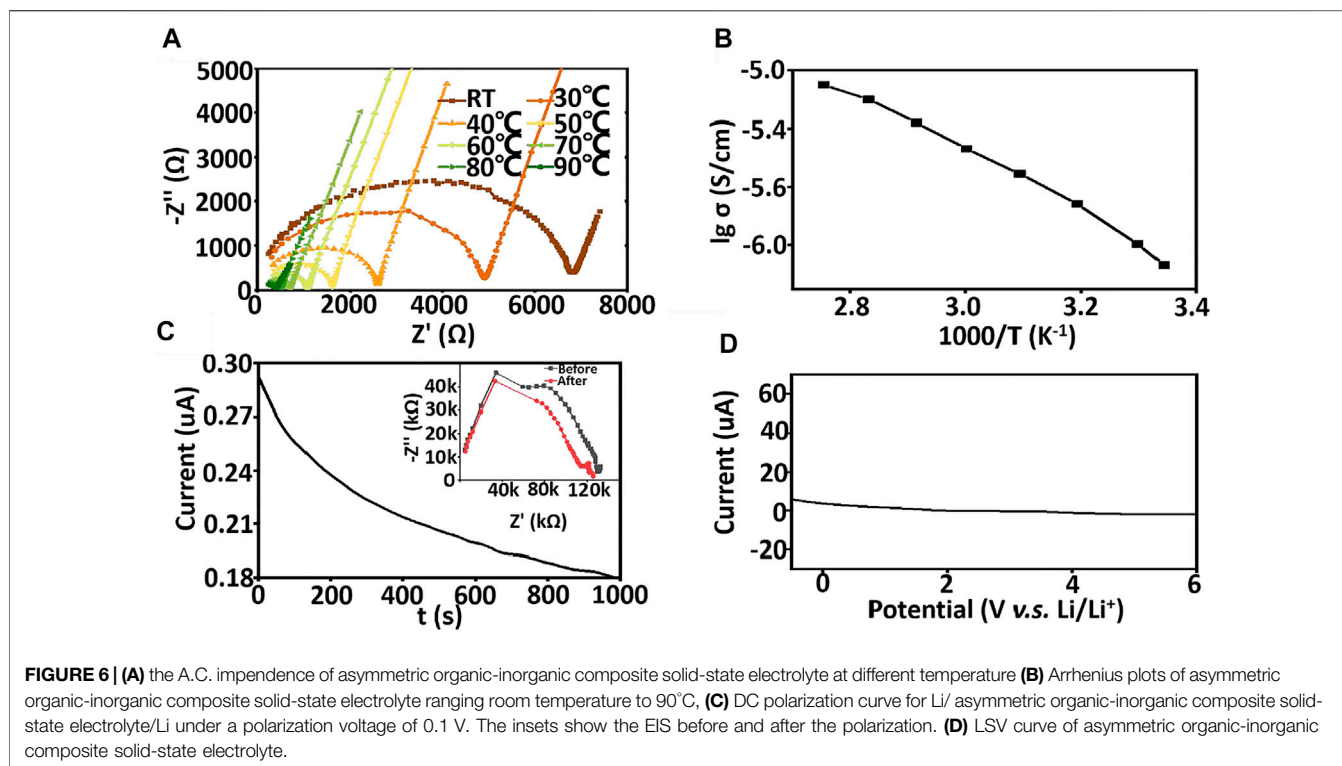 A
5000
4000
3000
2000
1000
0
-Z'' (Ω)
RT 30℃
40℃ 50℃
60℃ 70℃
80℃ 90℃
0 2000 4000 6000 8000
Z' (Ω)
B
-5.0
-5.4
-5.6
-6.0
lg σ (S/cm)
2.8 3.0 3.2 3.4
1000/T (K⁻¹)
C
0.30
0.27
0.24
0.21
0.18
Current (uA)
0 200 400 600 800 1000
t (s)
Before
After
40k
30k
20k
10k
0
-Z'' (kΩ)
40k 80k 120k
Z' (kΩ)
D
60
40
20
0
-20
Current (uA)
0 2 4 6
Potential (V v.s. Li/Li⁺)
FIGURE 6 | (A) the A.C. impendence of asymmetric organic-inorganic composite solid-state electrolyte at different temperature (B) Arrhenius plots of asymmetric
organic-inorganic composite solid-state electrolyte ranging room temperature to 90°C, (C) DC polarization curve for Li/ asymmetric organic-inorganic composite solid-
state electrolyte/Li under a polarization voltage of 0.1 V. The insets show the EIS before and after the polarization. (D) LSV curve of asymmetric organic-inorganic
composite solid-state electrolyte.